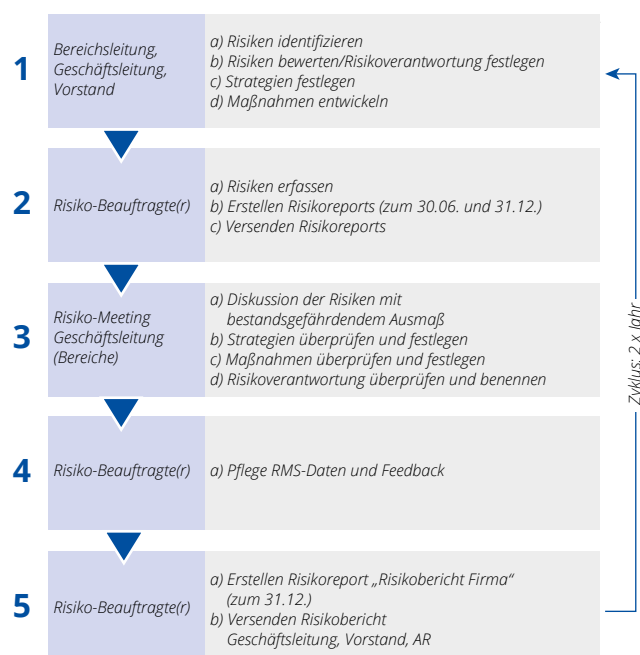 1
Bereichsleitung,
Geschäftsleitung,
Vorstand
a) Risiken identifizieren
b) Risiken bewerten/Risikoverantwortung festlegen
c) Strategien festlegen
d) Maßnahmen entwickeln
2
Risiko-Beauftragte(r)
a) Risiken erfassen
b) Erstellen Risikoreports (zum 30.06. und 31.12.)
c) Versenden Risikoreports
3
Risiko-Meeting
Geschäftsleitung
(Bereiche)
a) Diskussion der Risiken mit
bestandsgefährdendem Ausmaß
b) Strategien überprüfen und festlegen
c) Maßnahmen überprüfen und festlegen
d) Risikoverantwortung überprüfen und benennen
4
Risiko-Beauftragte(r)
a) Pflege RMS-Daten und Feedback
5
Risiko-Beauftragte(r)
a) Erstellen Risikoreport „Risikobericht Firma“
(zum 31.12.)
b) Versenden Risikobericht
Geschäftsleitung, Vorstand, AR
Zyklus: 2 x Jahr